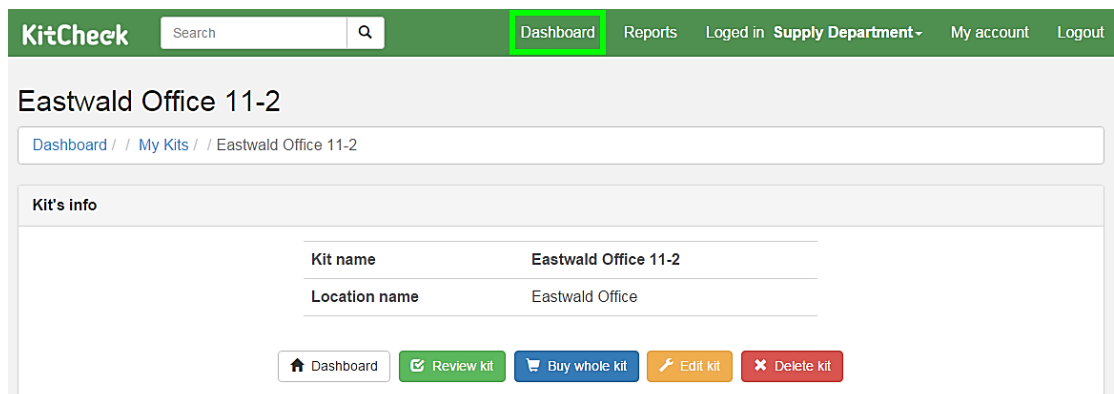 KitCheck Search Dashboard Reports Loged in Supply Department My account Logout
Eastwald Office 11-2
Dashboard / / My Kits / / Eastwald Office 11-2
Kit's info
Kit name Eastwald Office 11-2
Location name Eastwald Office
Dashboard Review kit Buy whole kit Edit kit Delete kit